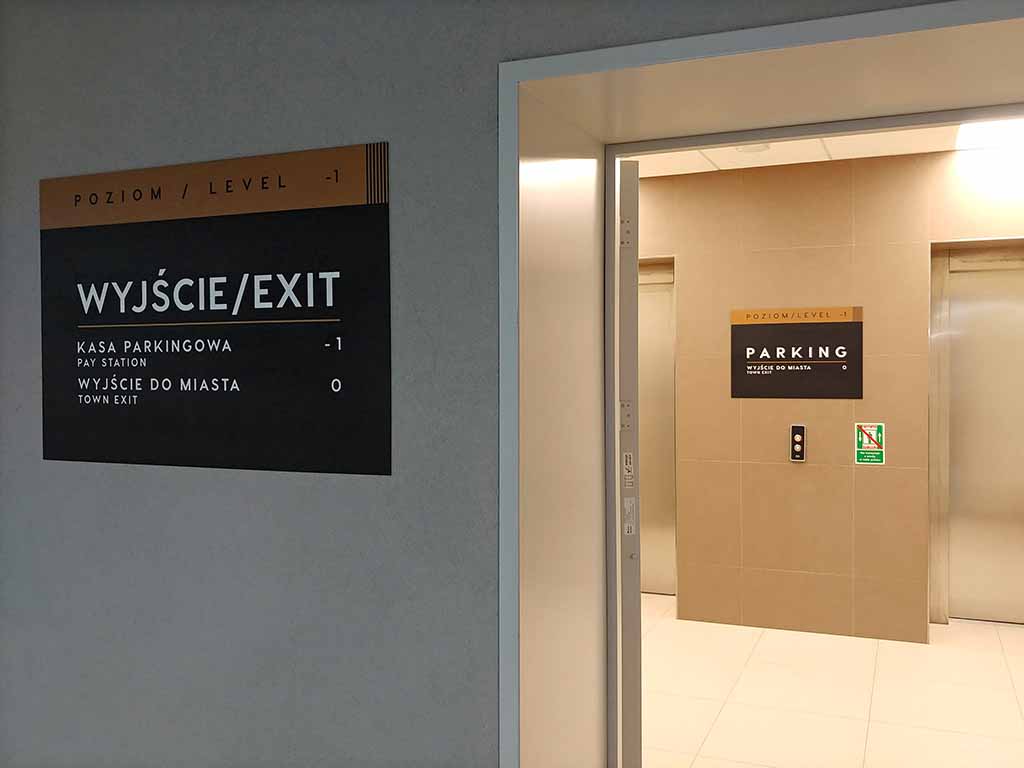 POZIOM / LEVEL -1
WYJŚCIE/EXIT
KASA PARKINGOWA -1
PAY STATION
WYJŚCIE DO MIASTA 0
TOWN EXIT
POZIOM/LEVEL -1
PARKING
WYJŚCIE DO MIASTA 0
TOWN EXIT